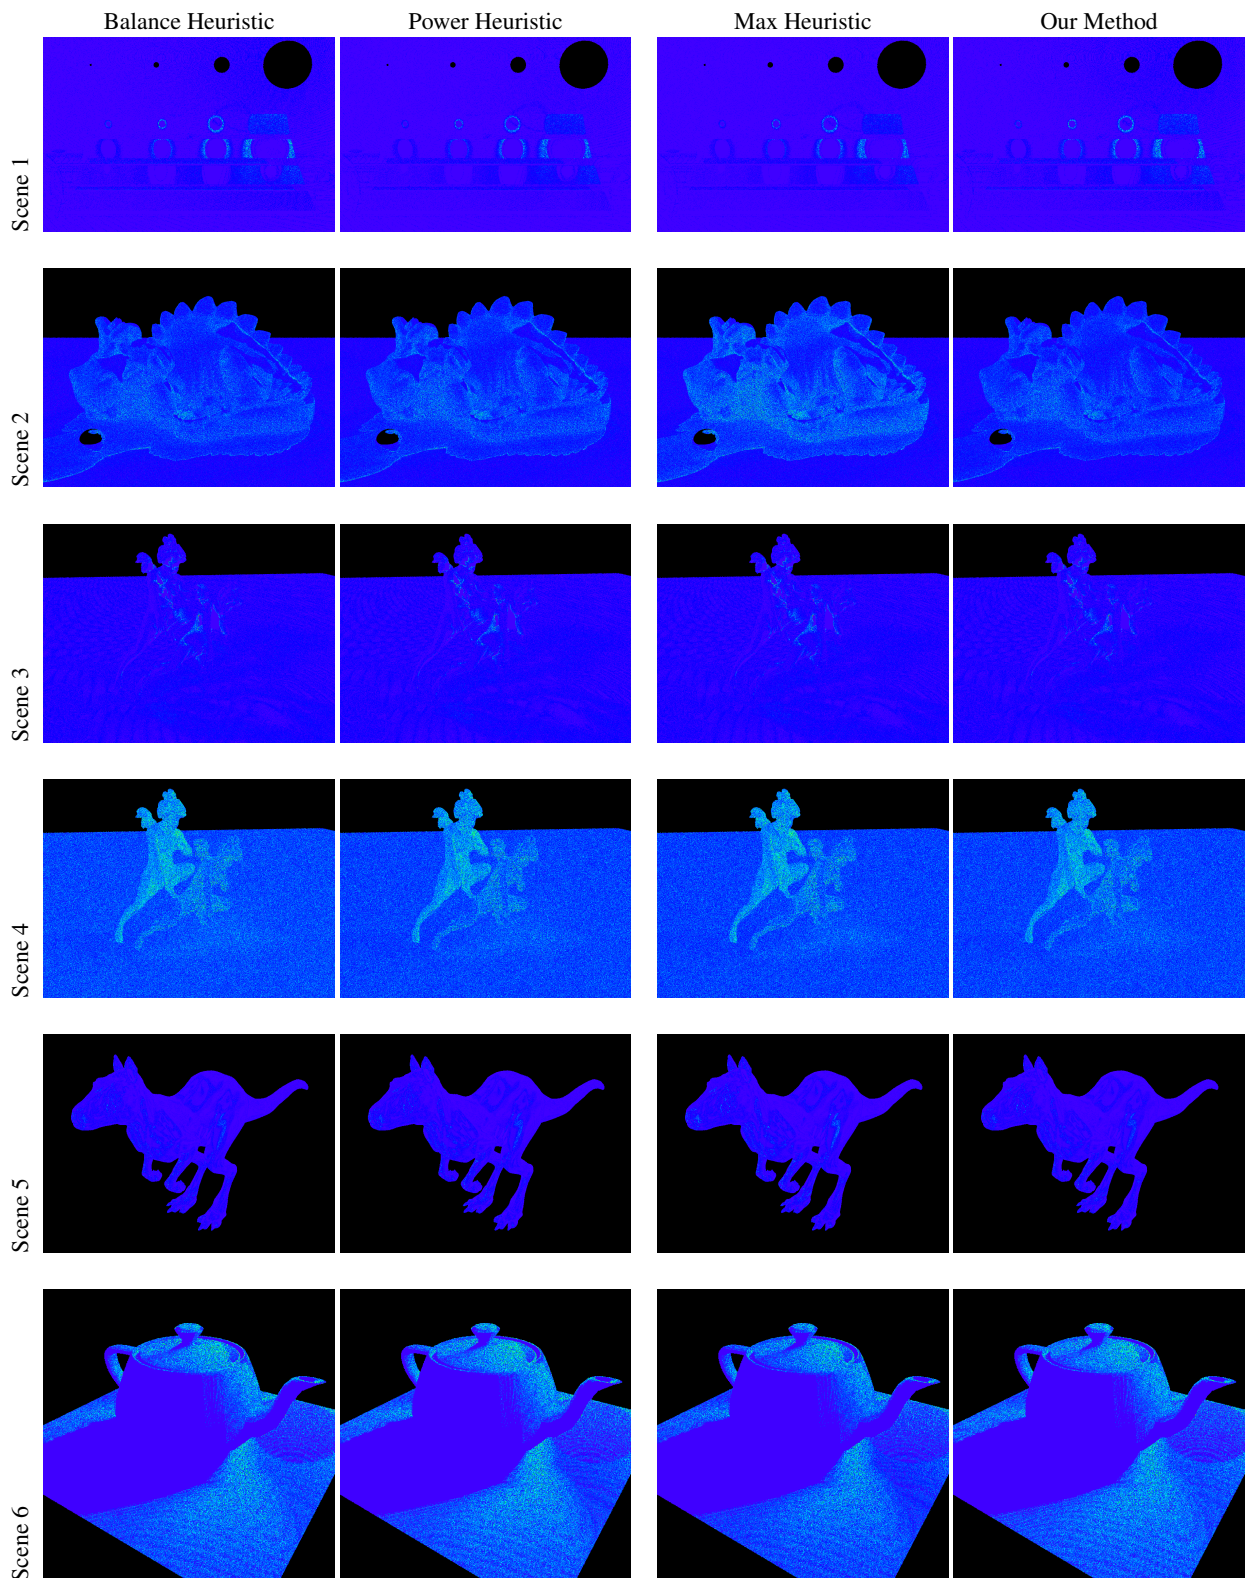 Balance Heuristic
Power Heuristic
Max Heuristic
Our Method
Scene 1
Scene 2
Scene 3
Scene 4
Scene 5
Scene 6